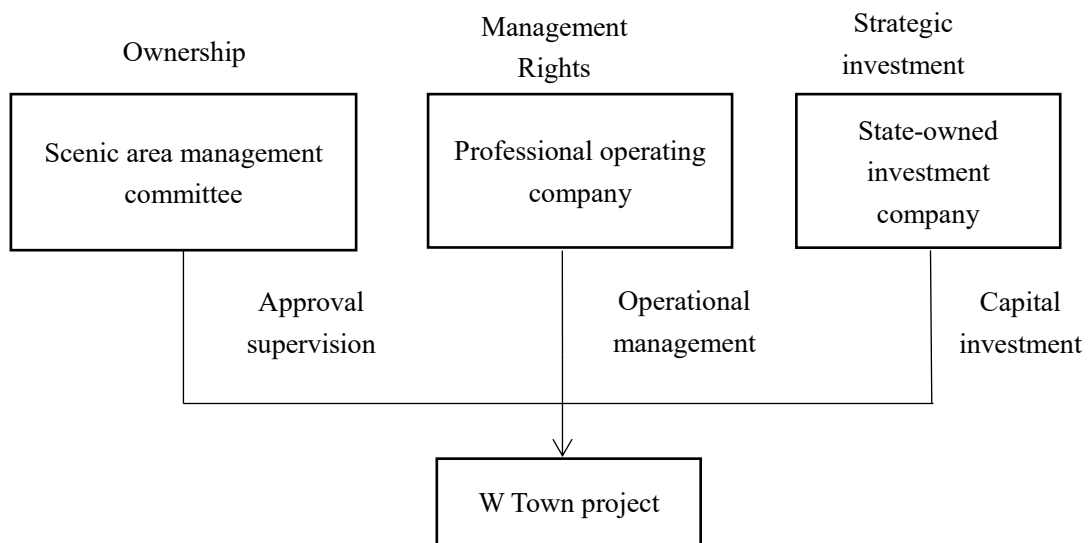 Ownership
Management
Rights
Strategic
investment
Scenic area management
committee
Professional operating
company
State-owned
investment
company
Approval
supervision
Operational
management
Capital
investment
W Town project